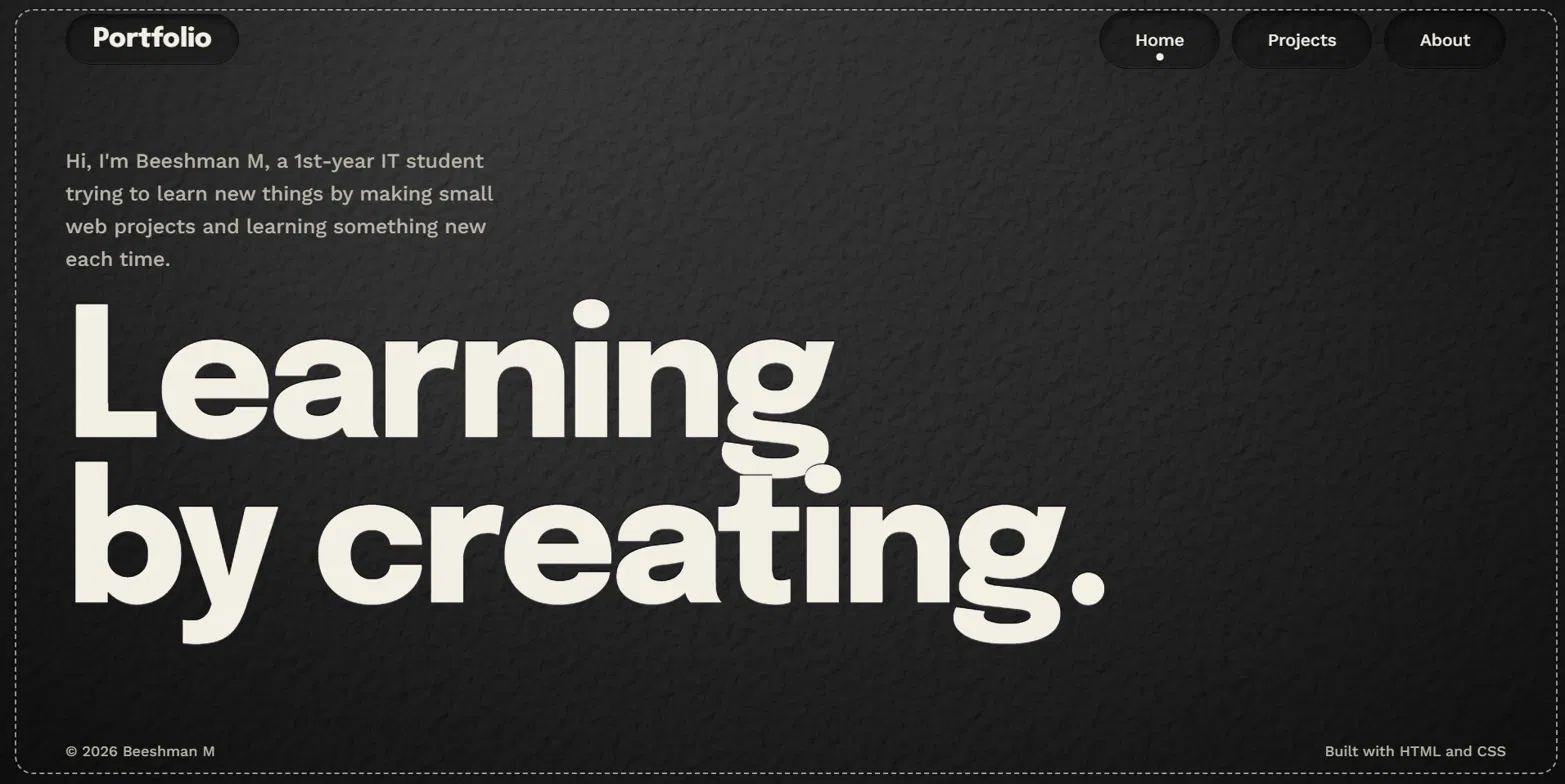 Portfolio
Home
Projects
About
Hi, I'm Beeshman M, a 1st-year IT student
trying to learn new things by making small
web projects and learning something new
each time.
Learning
by creating.
© 2026 Beeshman M
Built with HTML and CSS